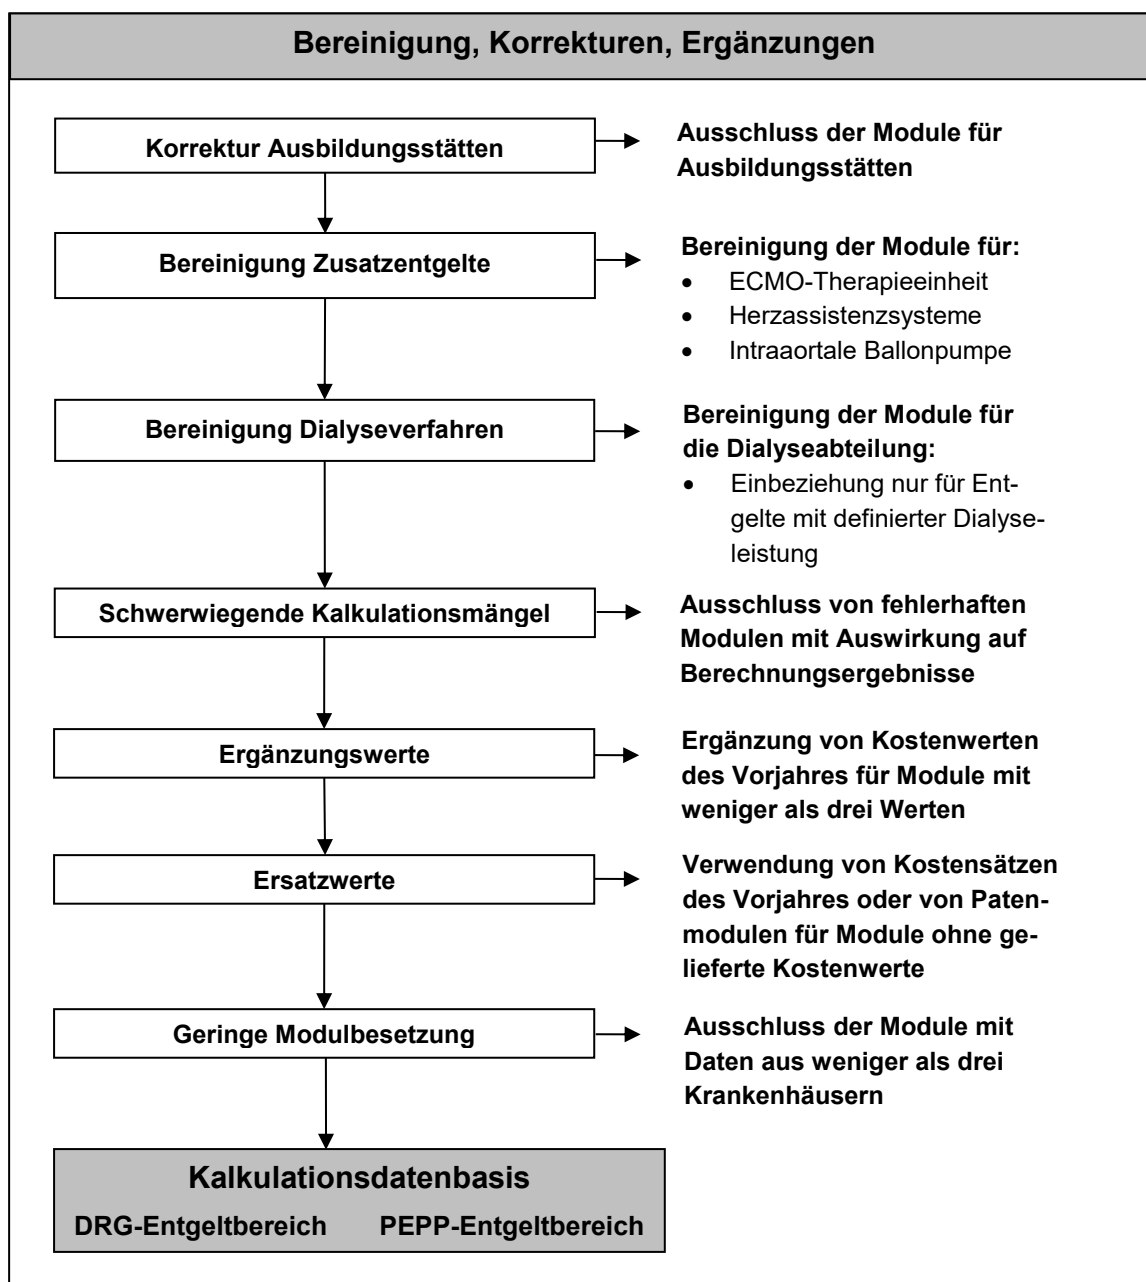 Bereinigung, Korrekturen, Ergänzungen
Korrektur Ausbildungsstätten
Ausschluss der Module für
Ausbildungsstätten
Bereinigung Zusatzentgelte
Bereinigung der Module für:
• ECMO-Therapieeinheit
• Herzassistenzsysteme
• Intraaortale Ballonpumpe
Bereinigung Dialyseverfahren
Bereinigung der Module für
die Dialyseabteilung:
• Einbeziehung nur für Ent-
gelte mit definierter Dialyse-
leistung
Schwerwiegende Kalkulationsmängel
Ausschluss von fehlerhaften
Modulen mit Auswirkung auf
Berechnungsergebnisse
Ergänzungswerte
Ergänzung von Kostenwerten
des Vorjahres für Module mit
weniger als drei Werten
Ersatzwerte
Verwendung von Kostensätzen
des Vorjahres oder von Paten-
modulen für Module ohne ge-
lieferte Kostenwerte
Geringe Modulbesetzung
Ausschluss der Module mit
Daten aus weniger als drei
Krankenhäusern
Kalkulationsdatenbasis
DRG-Entgeltbereich PEPP-Entgeltbereich